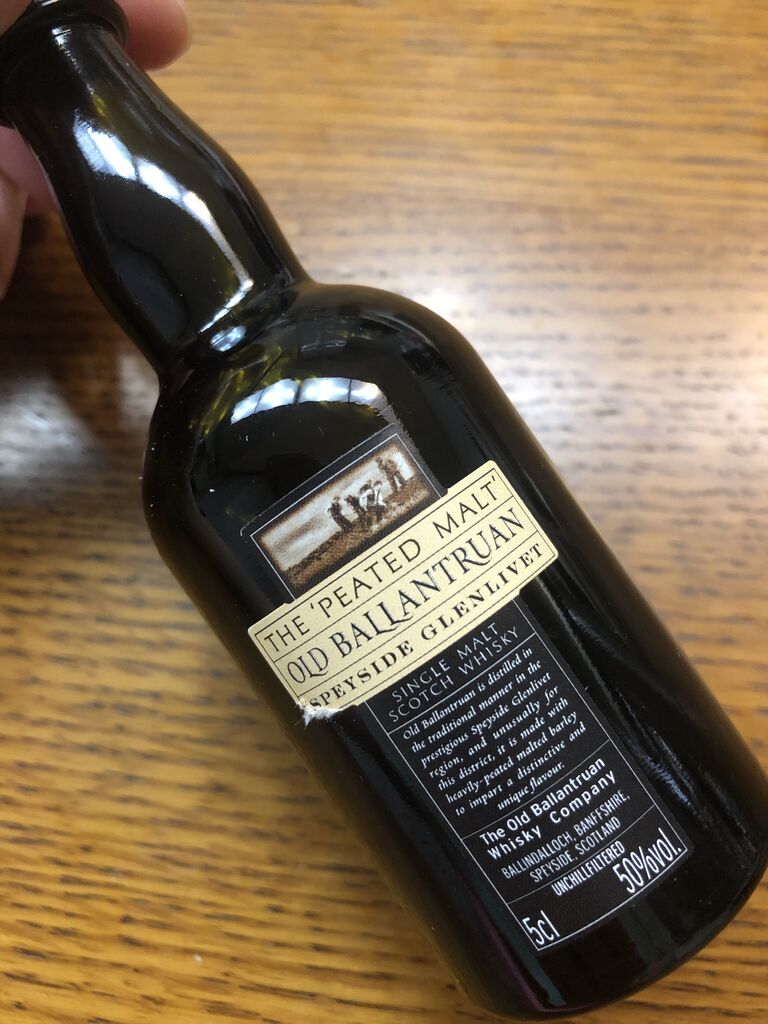 THE 'PEATED MALT'
OLD BALLANTRUAN
SPEYSIDE GLENLIVET
SINGLE MALT
SCOTCH WHISKY
Old Ballantruan is distilled in
the traditional manner in the
prestigious Speyside Glenlivet
region, and unusually for
this district, it is made with
heavily peated malted barley
to impart a distinctive and
unique flavour.
The Old Ballantruan
Whisky Company
BALLINDALLOCH, BANFFSHIRE
SPEYSIDE, SCOTLAND
UNCHILLFILTERED
5cl 50%vol.